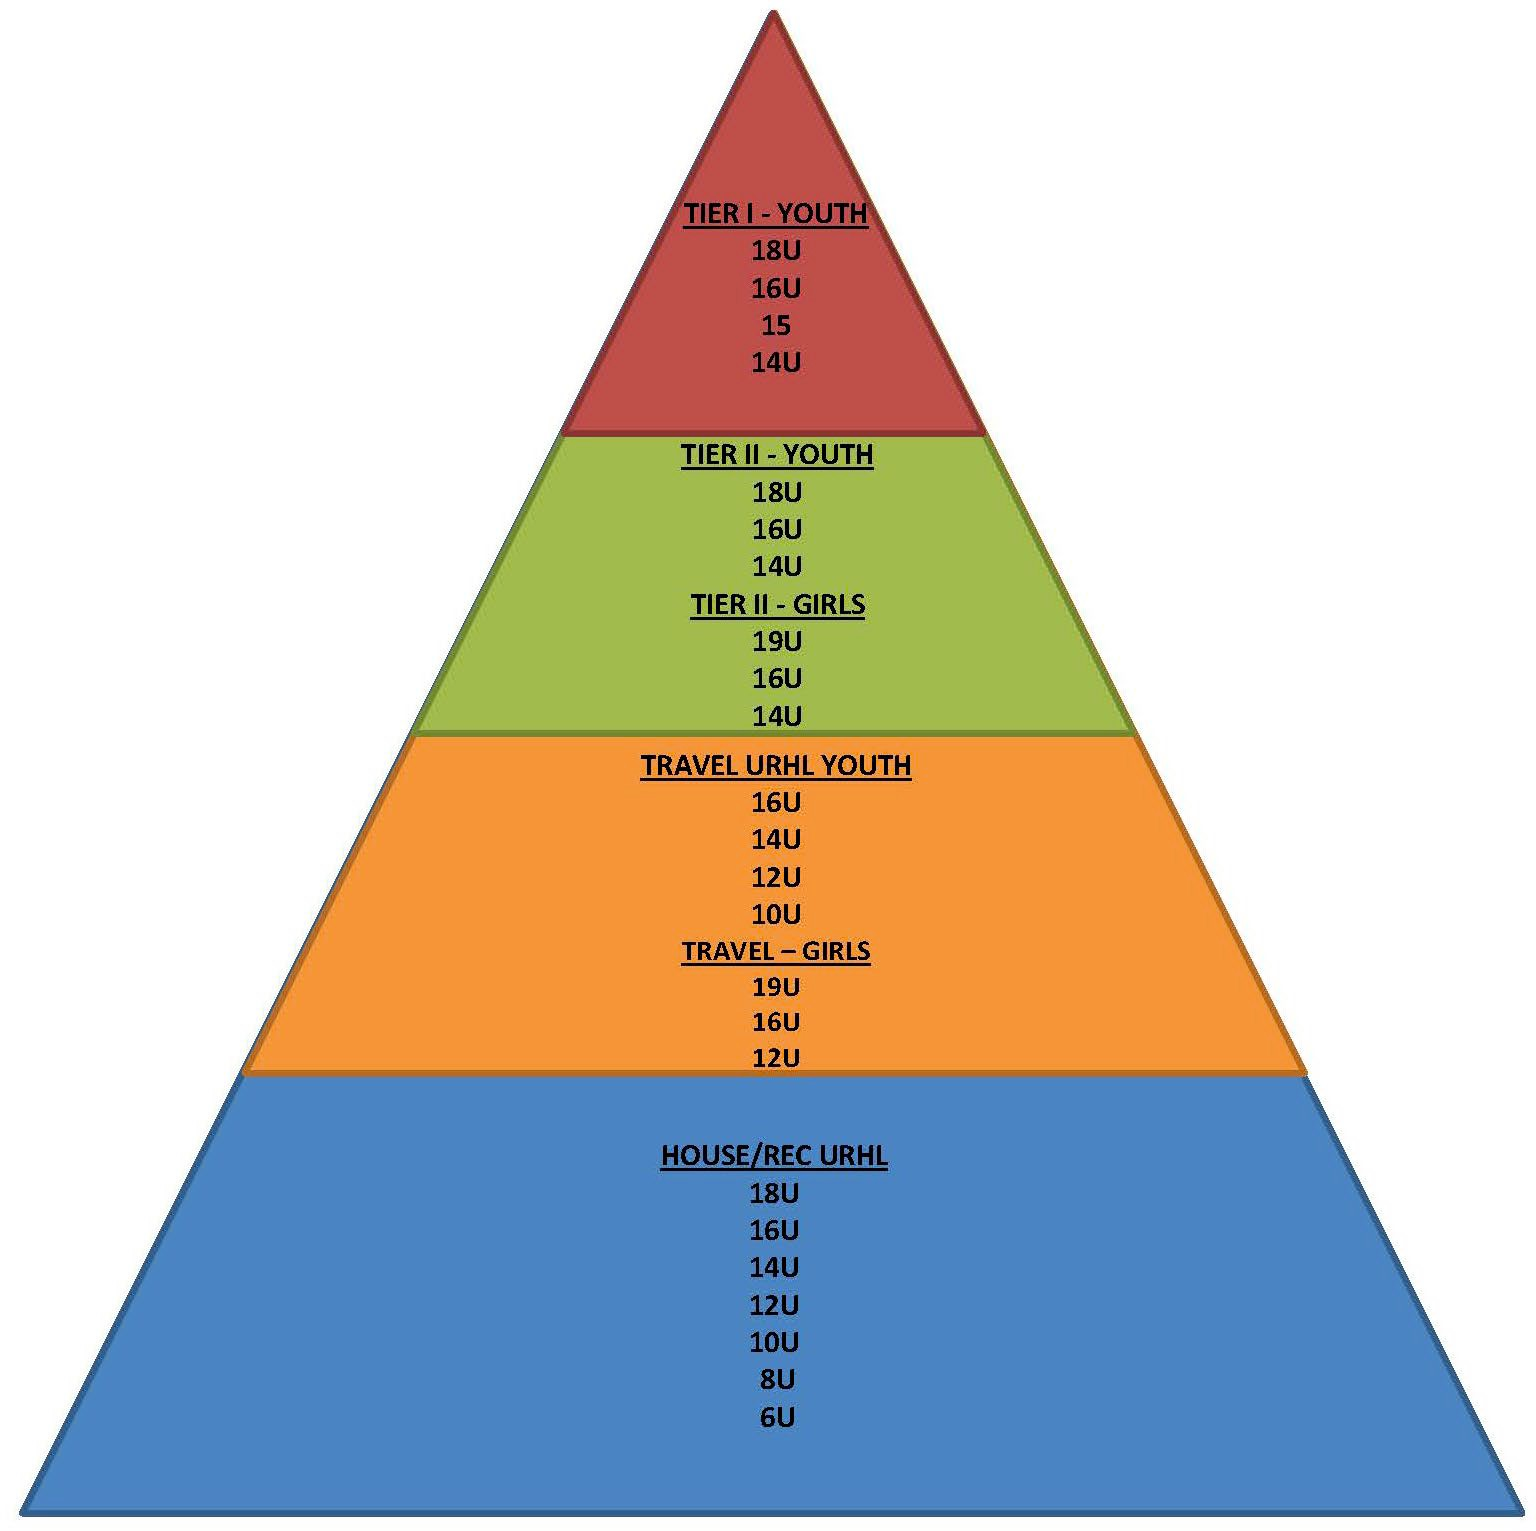 TIER I - YOUTH
18U
16U
15
14U
TIER II - YOUTH
18U
16U
14U
TIER II - GIRLS
19U
16U
14U
TRAVEL URHL YOUTH
16U
14U
12U
10U
TRAVEL – GIRLS
19U
16U
12U
HOUSE/REC URHL
18U
16U
14U
12U
10U
8U
6U